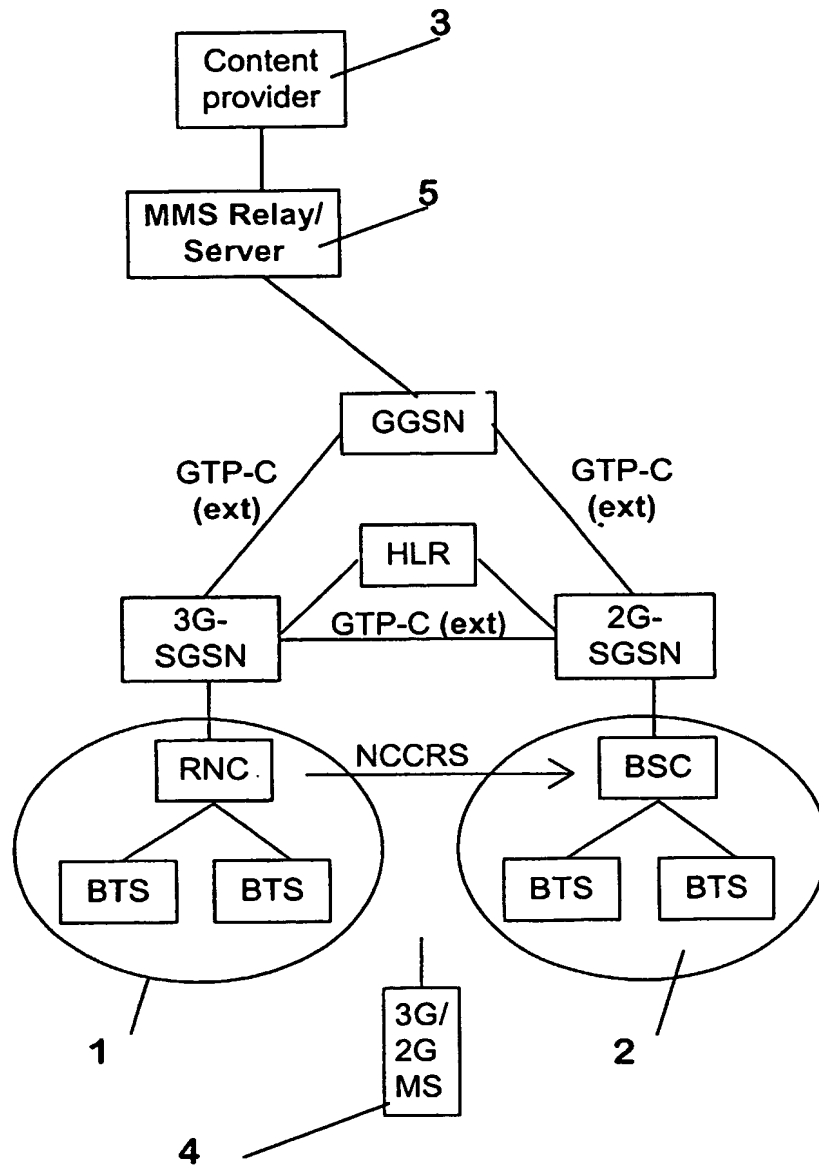 3
Content
provider
5
MMS Relay/
Server
GGSN
GTP-C
(ext)
GTP-C
(ext)
HLR
3G-
SGSN
GTP-C (ext)
2G-
SGSN
RNC
NCCRS
BSC
BTS
BTS
BTS
BTS
1
3G/
2G
MS
2
4